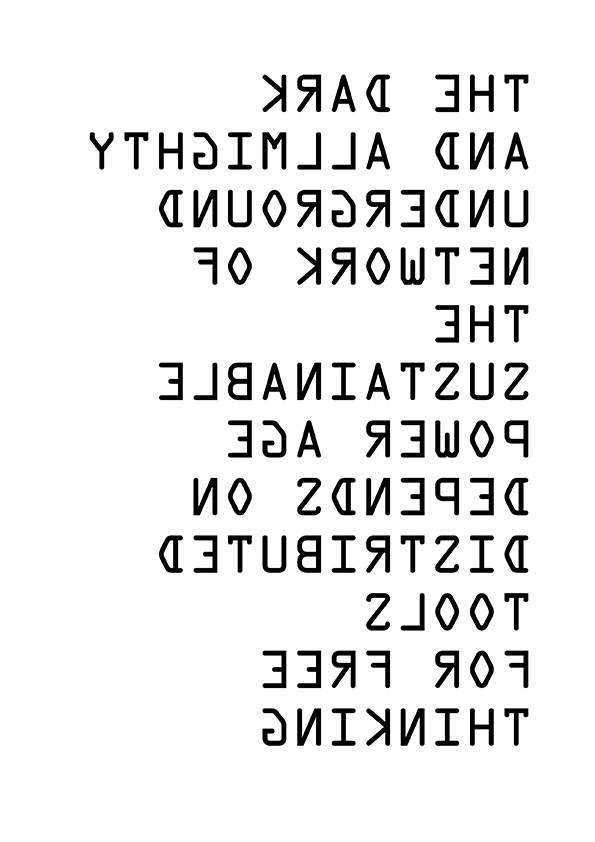 THE DARK
AND ALLMIGHTY
UNDERGROUND
NETWORK OF
THE
SUSTAINABLE
POWER AGE
DEPENDS ON
DISTRIBUTED
TOOLS
FOR FREE
THINKING